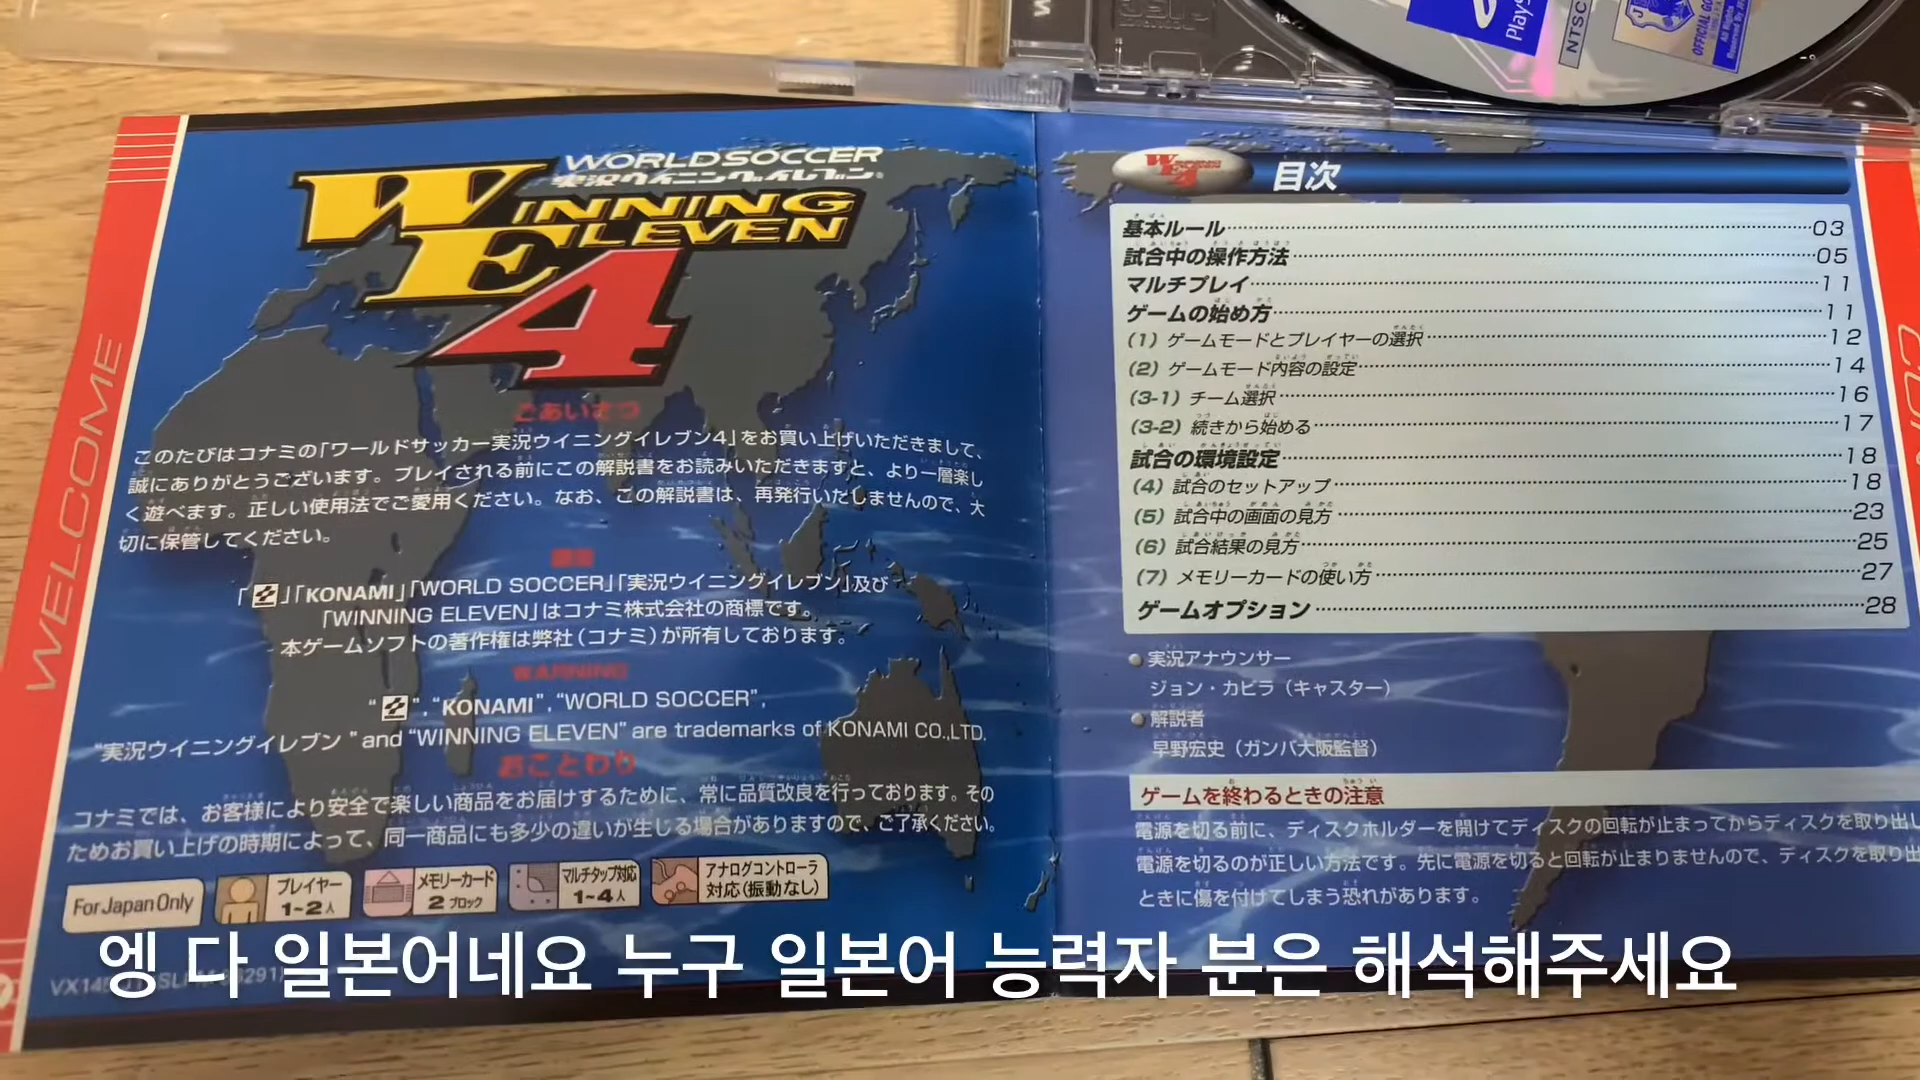 PlayS
NTSC
OFFICIAL
WORLD SOCCER
実況ウイニングイレブン
WINNING
ELEVEN
4
WELCOME
ごあいさつ
このたびはコナミの「ワールドサッカー実況ウイニングイレブン4」をお買い上げいただきまして、
誠にありがとうございます。プレイされる前にこの解説書をお読みいただきますと、より一層楽し
く遊べます。正しい使用法でご愛用ください。なお、この解説書は、再発行いたしませんので、大
切に保管してください。
「 」「KONAMI」「WORLD SOCCER」「実況ウイニングイレブン」及び
「WINNING ELEVEN」はコナミ株式会社の商標です。
本ゲームソフトの著作権は弊社（コナミ）が所有しております。
WARNING
“ ”, “KONAMI”, “WORLD SOCCER”,
“実況ウイニングイレブン ” and “WINNING ELEVEN” are trademarks of KONAMI CO.,LTD.
おことわり
コナミでは、お客様により安全で楽しい商品をお届けするために、常に品質改良を行っております。その
ためお買い上げの時期によって、同一商品にも多少の違いが生じる場合がありますので、ご了承ください。
For Japan Only
プレイヤー
1~2人
メモリーカード
2 ブロック
マルチタップ対応
1~4人
アナログコントローラ
対応(振動なし)
WINNING
目次
基本ルール 03
試合中の操作方法 05
マルチプレイ 11
ゲームの始め方 11
(1) ゲームモードとプレイヤーの選択 12
(2) ゲームモード内容の設定 14
(3-1) チーム選択 16
(3-2) 続きから始める 17
試合の環境設定 18
(4) 試合のセットアップ 18
(5) 試合中の画面の見方 23
(6) 試合結果の見方 25
(7) メモリーカードの使い方 27
ゲームオプション 28
実況アナウンサー
ジョン・カビラ（キャスター）
解説者
早野宏史（ガンバ大阪監督）
ゲームを終わるときの注意
電源を切る前に、ディスクホルダーを開けてディスクの回転が止まってからディスクを取り出し
電源を切るのが正しい方法です。先に電源を切ると回転が止まりませんので、ディスクを取り出
ときに傷を付けてしまう恐れがあります。
엥 다 일본어네요 누구 일본어 능력자 분은 해석해주세요